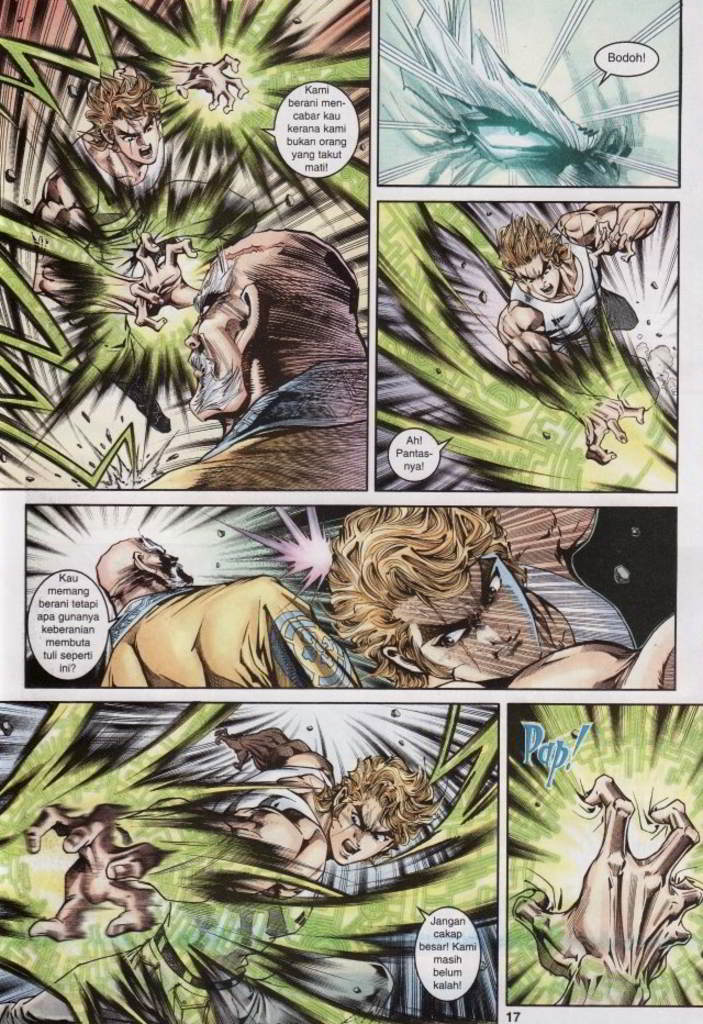 Kami
berani men-
cabar kau
kerana kami
bukan orang
yang takut
mati!
Bodoh!
Ah!
Pantas-
nya!
Kau
memang
berani tetapi
apa gunanya
keberanian
membuta
tuli seperti
ini?
Jangan
cakap
besar! Kami
masih
belum
kalah!
Pap!
17